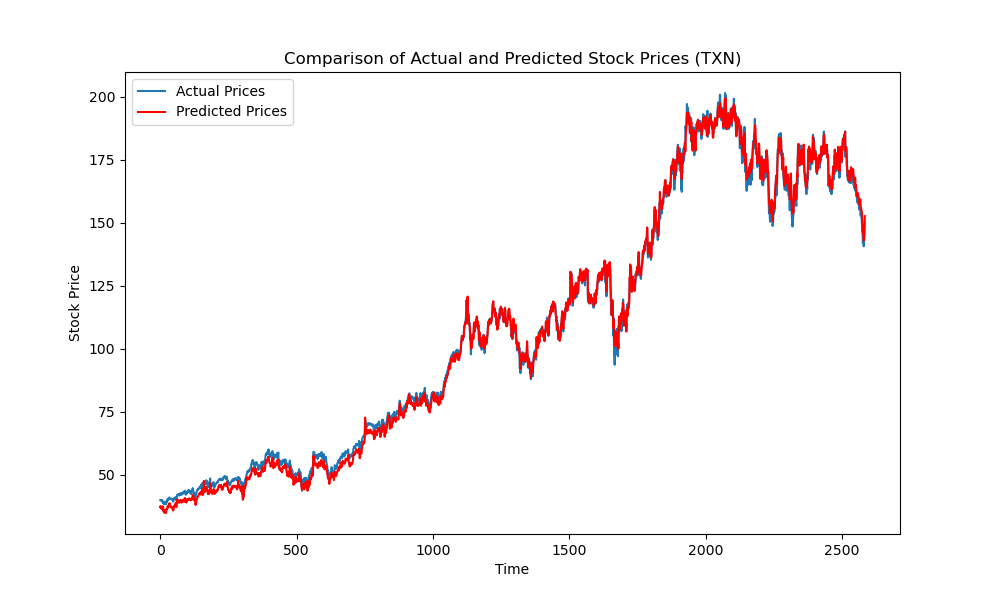 Comparison of Actual and Predicted Stock Prices (TXN)
Actual Prices
Predicted Prices
200
175
150
125
100
75
50
Stock Price
0 500 1000 1500 2000 2500
Time